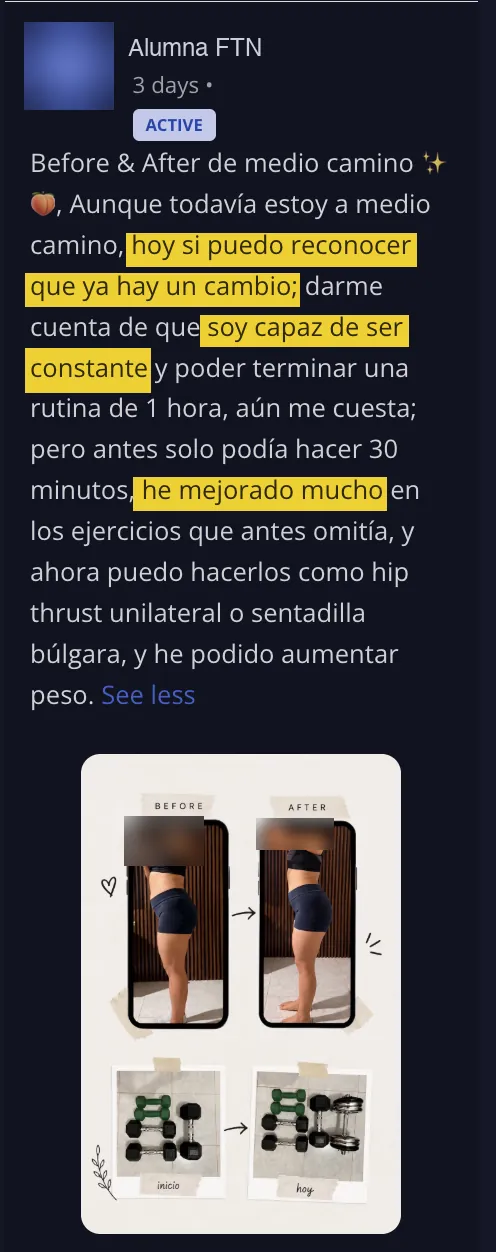 Alumna FTN
3 days •
ACTIVE
Before & After de medio camino ✨
🍑, Aunque todavía estoy a medio
camino, hoy si puedo reconocer
que ya hay un cambio; darme
cuenta de que soy capaz de ser
constante y poder terminar una
rutina de 1 hora, aún me cuesta;
pero antes solo podía hacer 30
minutos, he mejorado mucho en
los ejercicios que antes omitía, y
ahora puedo hacerlos como hip
thrust unilateral o sentadilla
búlgara, y he podido aumentar
peso. See less
BEFORE
AFTER
inicio
hoy